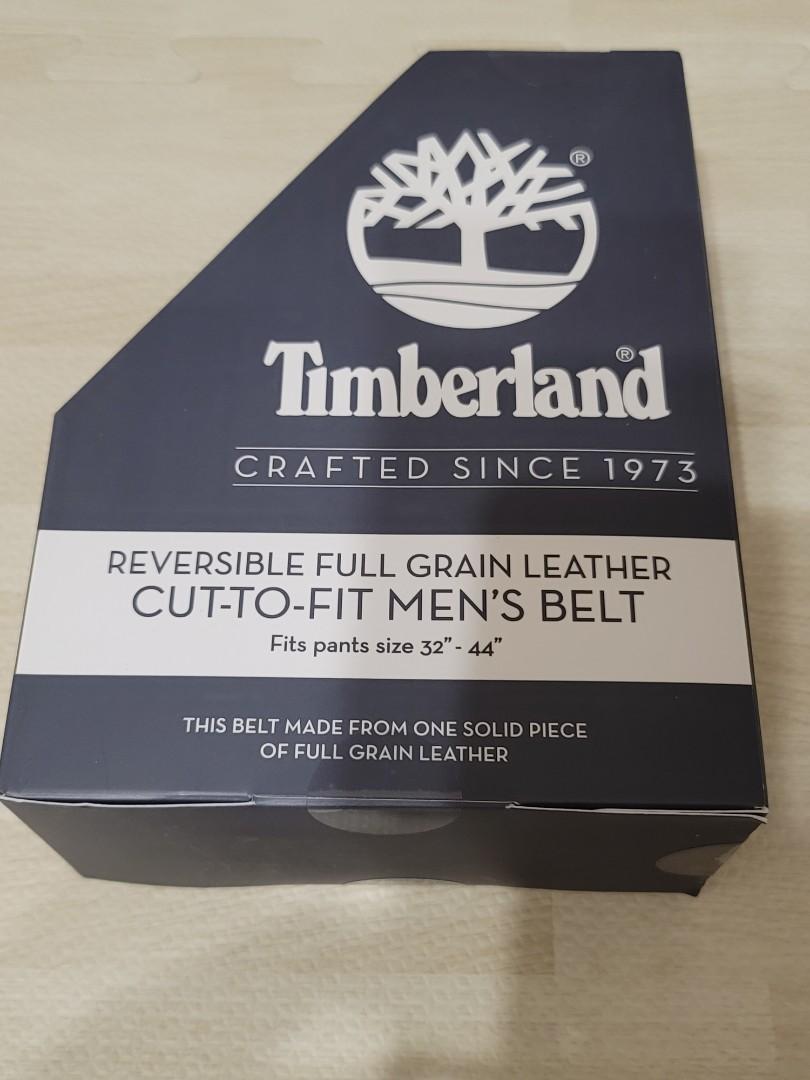 ®
Timberland®
CRAFTED SINCE 1973
REVERSIBLE FULL GRAIN LEATHER
CUT-TO-FIT MEN'S BELT
Fits pants size 32" - 44"
THIS BELT MADE FROM ONE SOLID PIECE
OF FULL GRAIN LEATHER